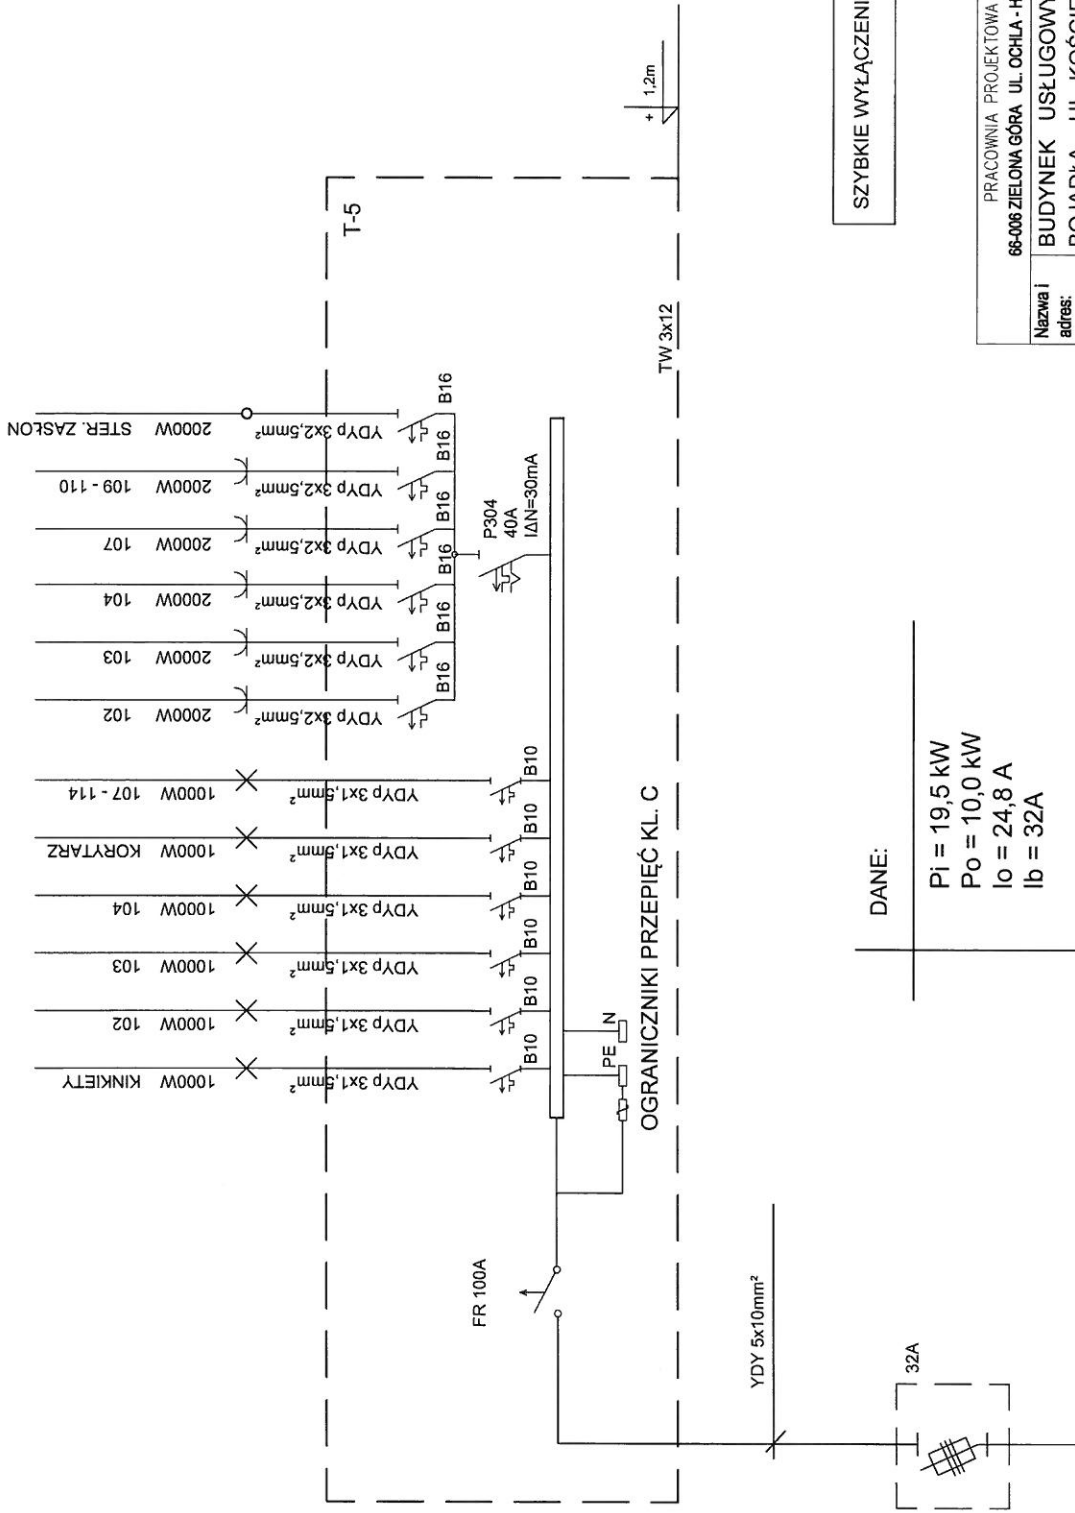 T-5
STER. ZASŁON 2000W YDYp 3x2,5mm² B16
109 - 110 2000W YDYp 3x2,5mm² B16
107 2000W YDYp 3x2,5mm² B16
104 2000W YDYp 3x2,5mm² B16
103 2000W YDYp 3x2,5mm² B16
102 2000W YDYp 3x2,5mm² B16
107 - 114 1000W YDYp 3x1,5mm² B10
KORYTARZ 1000W YDYp 3x1,5mm² B10
104 1000W YDYp 3x1,5mm² B10
103 1000W YDYp 3x1,5mm² B10
102 1000W YDYp 3x1,5mm² B10
KINKIETY 1000W YDYp 3x1,5mm² B10
P304
40A
IΔN=30mA
PE N
OGRANICZNIKI PRZEPIĘĆ KL. C
FR 100A
TW 3x12
+ 1,2m
YDY 5x10mm²
32A
DANE:
Pi = 19,5 kW
Po = 10,0 kW
Io = 24,8 A
Ib = 32A
SZYBKIE WYŁĄCZENI
PRACOWNIA PROJEKTOWA
66-006 ZIELONA GÓRA UL. OCHLA - H
Nazwa i
adres:
BUDYNEK USŁUGOWY